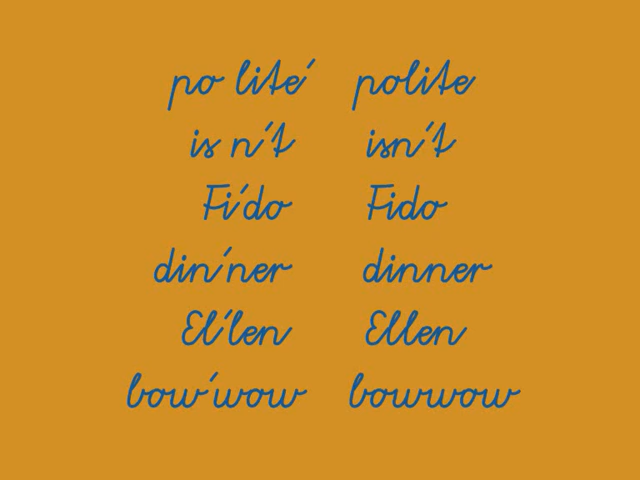 po lite´ polite
is n´t isn´t
Fi´do Fido
din´ner dinner
El´len Ellen
bow´wow bowwow